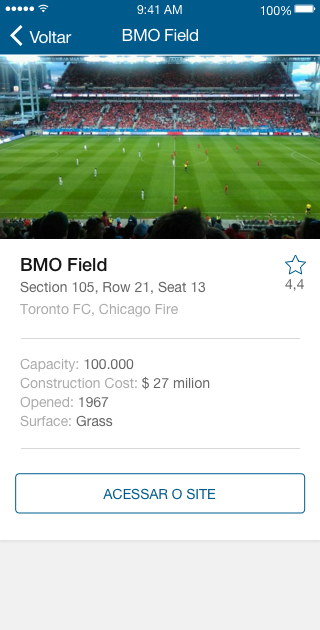 9:41 AM
100%
Voltar
BMO Field
BMO Field
Section 105, Row 21, Seat 13
4,4
Toronto FC, Chicago Fire
Capacity: 100.000
Construction Cost: $ 27 milion
Opened: 1967
Surface: Grass
ACESSAR O SITE